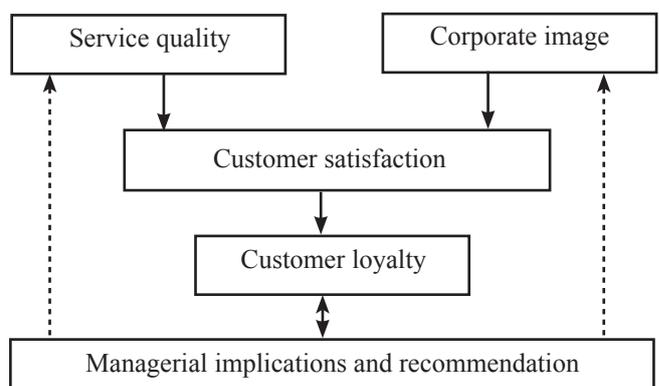 Service quality
Corporate image
Customer satisfaction
Customer loyalty
Managerial implications and recommendation